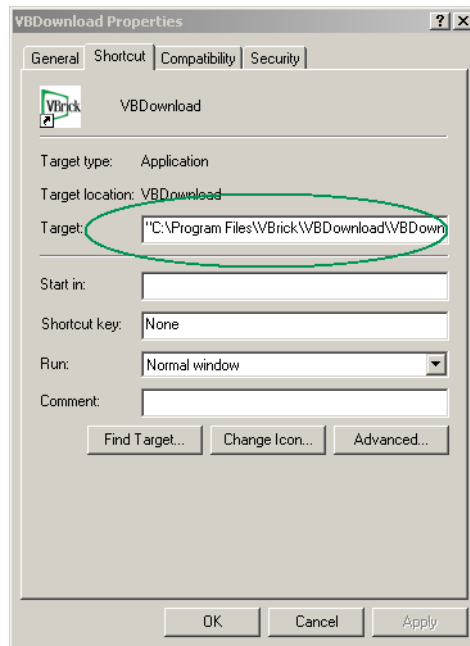 VBDownload Properties
General Shortcut Compatibility Security
VBrick VBDownload
Target type: Application
Target location: VBDownload
Target: "C:\Program Files\VBrick\VBDownload\VBDown
Start in:
Shortcut key: None
Run: Normal window
Comment:
Find Target... Change Icon... Advanced...
OK Cancel Apply